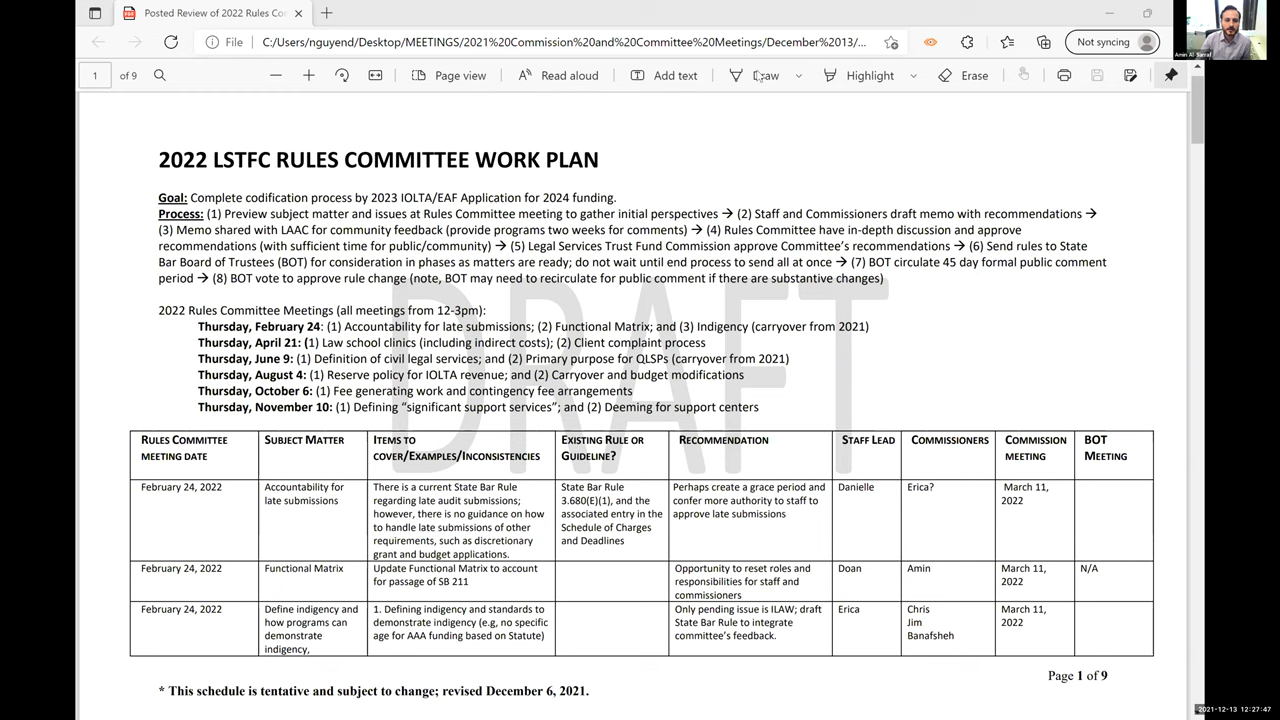 Posted Review of 2022 Rules Co
File C:/Users/nguyend/Desktop/MEETINGS/2021%20Commission%20and%20Committee%20Meetings/December%2013/... Not syncing
Amin Al Sarraf
1 of 9 Page view Read aloud Add text Draw Highlight Erase
2022 LSTFC RULES COMMITTEE WORK PLAN
Goal: Complete codification process by 2023 IOLTA/EAF Application for 2024 funding.
Process: (1) Preview subject matter and issues at Rules Committee meeting to gather initial perspectives → (2) Staff and Commissioners draft memo with recommendations →
(3) Memo shared with LAAC for community feedback (provide programs two weeks for comments) → (4) Rules Committee have in-depth discussion and approve
recommendations (with sufficient time for public/community) → (5) Legal Services Trust Fund Commission approve Committee's recommendations → (6) Send rules to State
Bar Board of Trustees (BOT) for consideration in phases as matters are ready; do not wait until end process to send all at once → (7) BOT circulate 45 day formal public comment
period → (8) BOT vote to approve rule change (note, BOT may need to recirculate for public comment if there are substantive changes)
2022 Rules Committee Meetings (all meetings from 12-3pm):
Thursday, February 24: (1) Accountability for late submissions; (2) Functional Matrix; and (3) Indigency (carryover from 2021)
Thursday, April 21: (1) Law school clinics (including indirect costs); (2) Client complaint process
Thursday, June 9: (1) Definition of civil legal services; and (2) Primary purpose for QLSPs (carryover from 2021)
Thursday, August 4: (1) Reserve policy for IOLTA revenue; and (2) Carryover and budget modifications
Thursday, October 6: (1) Fee generating work and contingency fee arrangements
Thursday, November 10: (1) Defining "significant support services"; and (2) Deeming for support centers
DRAFT
RULES COMMITTEE MEETING DATE
SUBJECT MATTER
ITEMS TO COVER/EXAMPLES/INCONSISTENCIES
EXISTING RULE OR GUIDELINE?
RECOMMENDATION
STAFF LEAD
COMMISSIONERS
COMMISSION MEETING
BOT MEETING
February 24, 2022
Accountability for
late submissions
There is a current State Bar Rule
regarding late audit submissions;
however, there is no guidance on how
to handle late submissions of other
requirements, such as discretionary
grant and budget applications.
State Bar Rule
3.680(E)(1), and the
associated entry in the
Schedule of Charges
and Deadlines
Perhaps create a grace period and
confer more authority to staff to
approve late submissions
Danielle
Erica?
March 11,
2022
February 24, 2022
Functional Matrix
Update Functional Matrix to account
for passage of SB 211
Opportunity to reset roles and
responsibilities for staff and
commissioners
Doan
Amin
March 11,
2022
N/A
February 24, 2022
Define indigency and
how programs can
demonstrate
indigency,
1. Defining indigency and standards to
demonstrate indigency (e.g, no specific
age for AAA funding based on Statute)
Only pending issue is ILAW; draft
State Bar Rule to integrate
committee's feedback.
Erica
Chris
Jim
Banafsheh
March 11,
2022
Page 1 of 9
* This schedule is tentative and subject to change; revised December 6, 2021.
2021-12-13 12:27:47